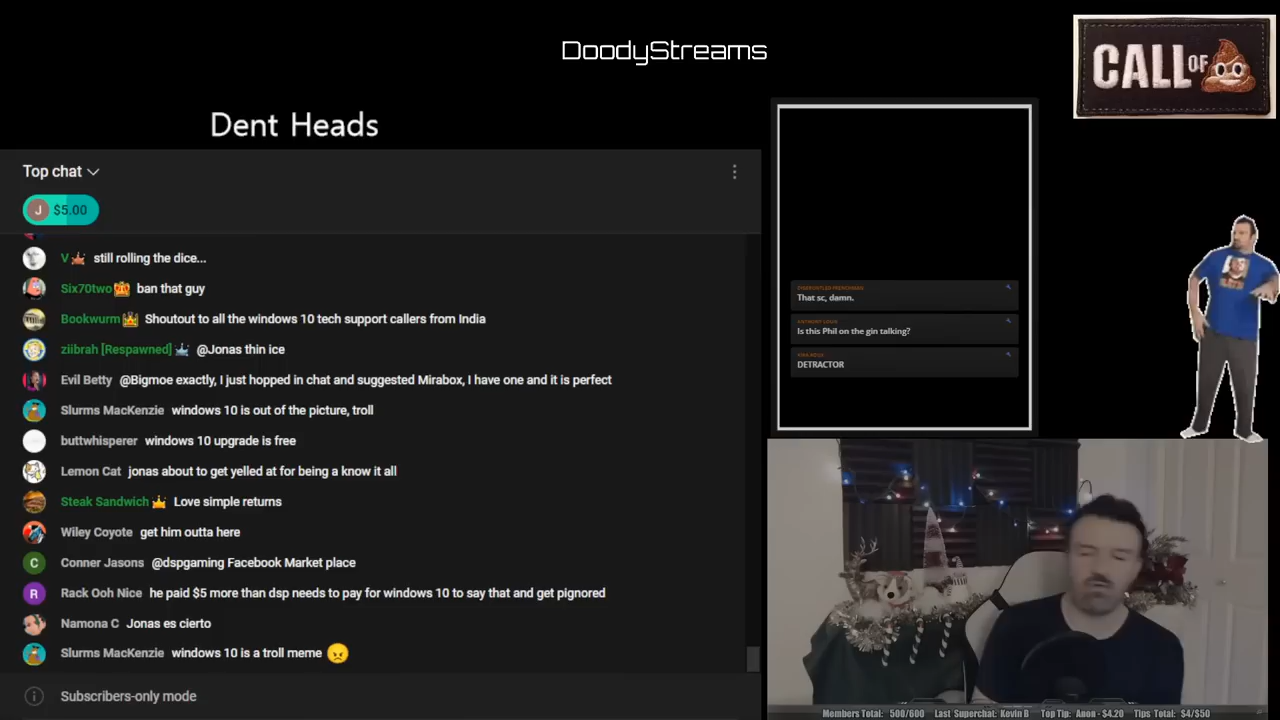 DoodyStreams
CALL OF
Dent Heads
Top chat
J $5.00
V still rolling the dice...
Six70two ban that guy
Bookwurm Shoutout to all the windows 10 tech support callers from India
ziibrah [Respawned] @Jonas thin ice
Evil Betty @Bigmoe exactly, I just hopped in chat and suggested Mirabox, I have one and it is perfect
Slurms MacKenzie windows 10 is out of the picture, troll
buttwhisperer windows 10 upgrade is free
Lemon Cat jonas about to get yelled at for being a know it all
Steak Sandwich Love simple returns
Wiley Coyote get him outta here
C Conner Jasons @dspgaming Facebook Market place
R Rack Ooh Nice he paid $5 more than dsp needs to pay for windows 10 to say that and get pignored
Namona C Jonas es cierto
Slurms MacKenzie windows 10 is a troll meme
Subscribers-only mode
That sc, damn.
Is this Phil on the gin talking?
DETRACTOR
Members Total: 500/600 Last Superchat: Kevin B Top Tip: Anon - $4.20 Tips Total: $4/$50